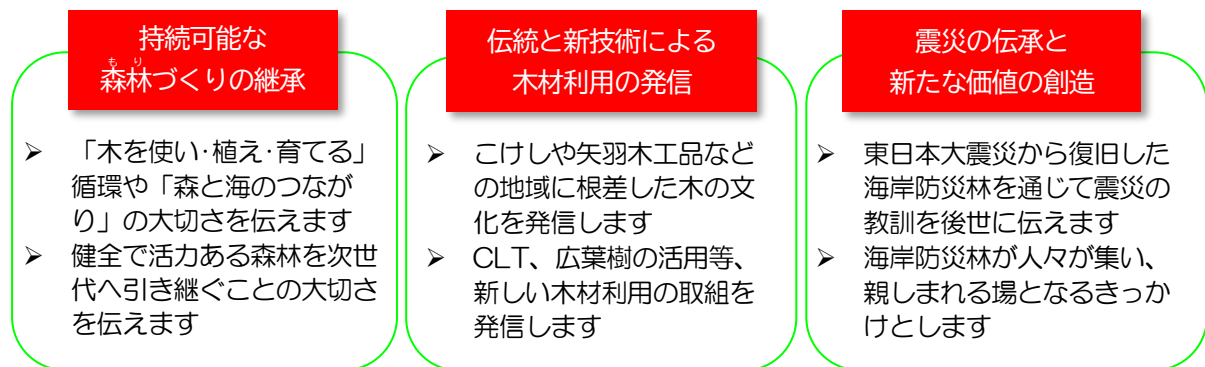 持続可能な
森林づくりの継承
もり
➢ 「木を使い・植え・育てる」
循環や「森と海のつなが
り」の大切さを伝えます
➢ 健全で活力ある森林を次世
代へ引き継ぐことの大切さ
を伝えます
伝統と新技術による
木材利用の発信
➢ こけしや矢羽木工品など
の地域に根差した木の文
化を発信します
➢ CLT、広葉樹の活用等、
新しい木材利用の取組を
発信します
震災の伝承と
新たな価値の創造
➢ 東日本大震災から復旧した
海岸防災林を通じて震災の
教訓を後世に伝えます
➢ 海岸防災林が人々が集い、
親しまれる場となるきっか
けとします